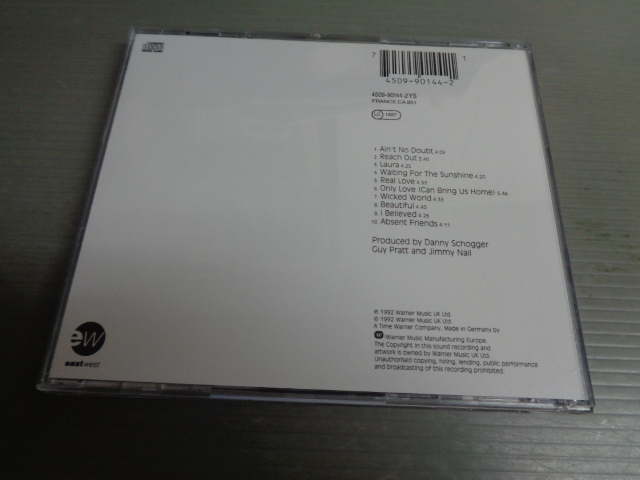 7 1
4509-90144-2
4509-90144-2 YS
FRANCE:CA 851
LC 1557
1. Ain't No Doubt 4.09
2. Reach Out 5.40
3. Laura 4.25
4. Waiting For The Sunshine 4.20
5. Real Love 4.33
6. Only Love (Can Bring Us Home) 5.46
7. Wicked World 4.33
8. Beautiful 4.40
9. I Believed 4.26
10. Absent Friends 4.11
Produced by Danny Schogger
Guy Pratt and Jimmy Nail
℗ 1992 Warner Music UK Ltd.
© 1992 Warner Music UK Ltd.
A Time Warner Company. Made in Germany by
Warner Music Manufacturing Europe.
The Copyright in this sound recording and
artwork is owned by Warner Music UK Ltd.
Unauthorised copying, hiring, lending, public performance
and broadcasting of this recording prohibited.
ew
eastwest